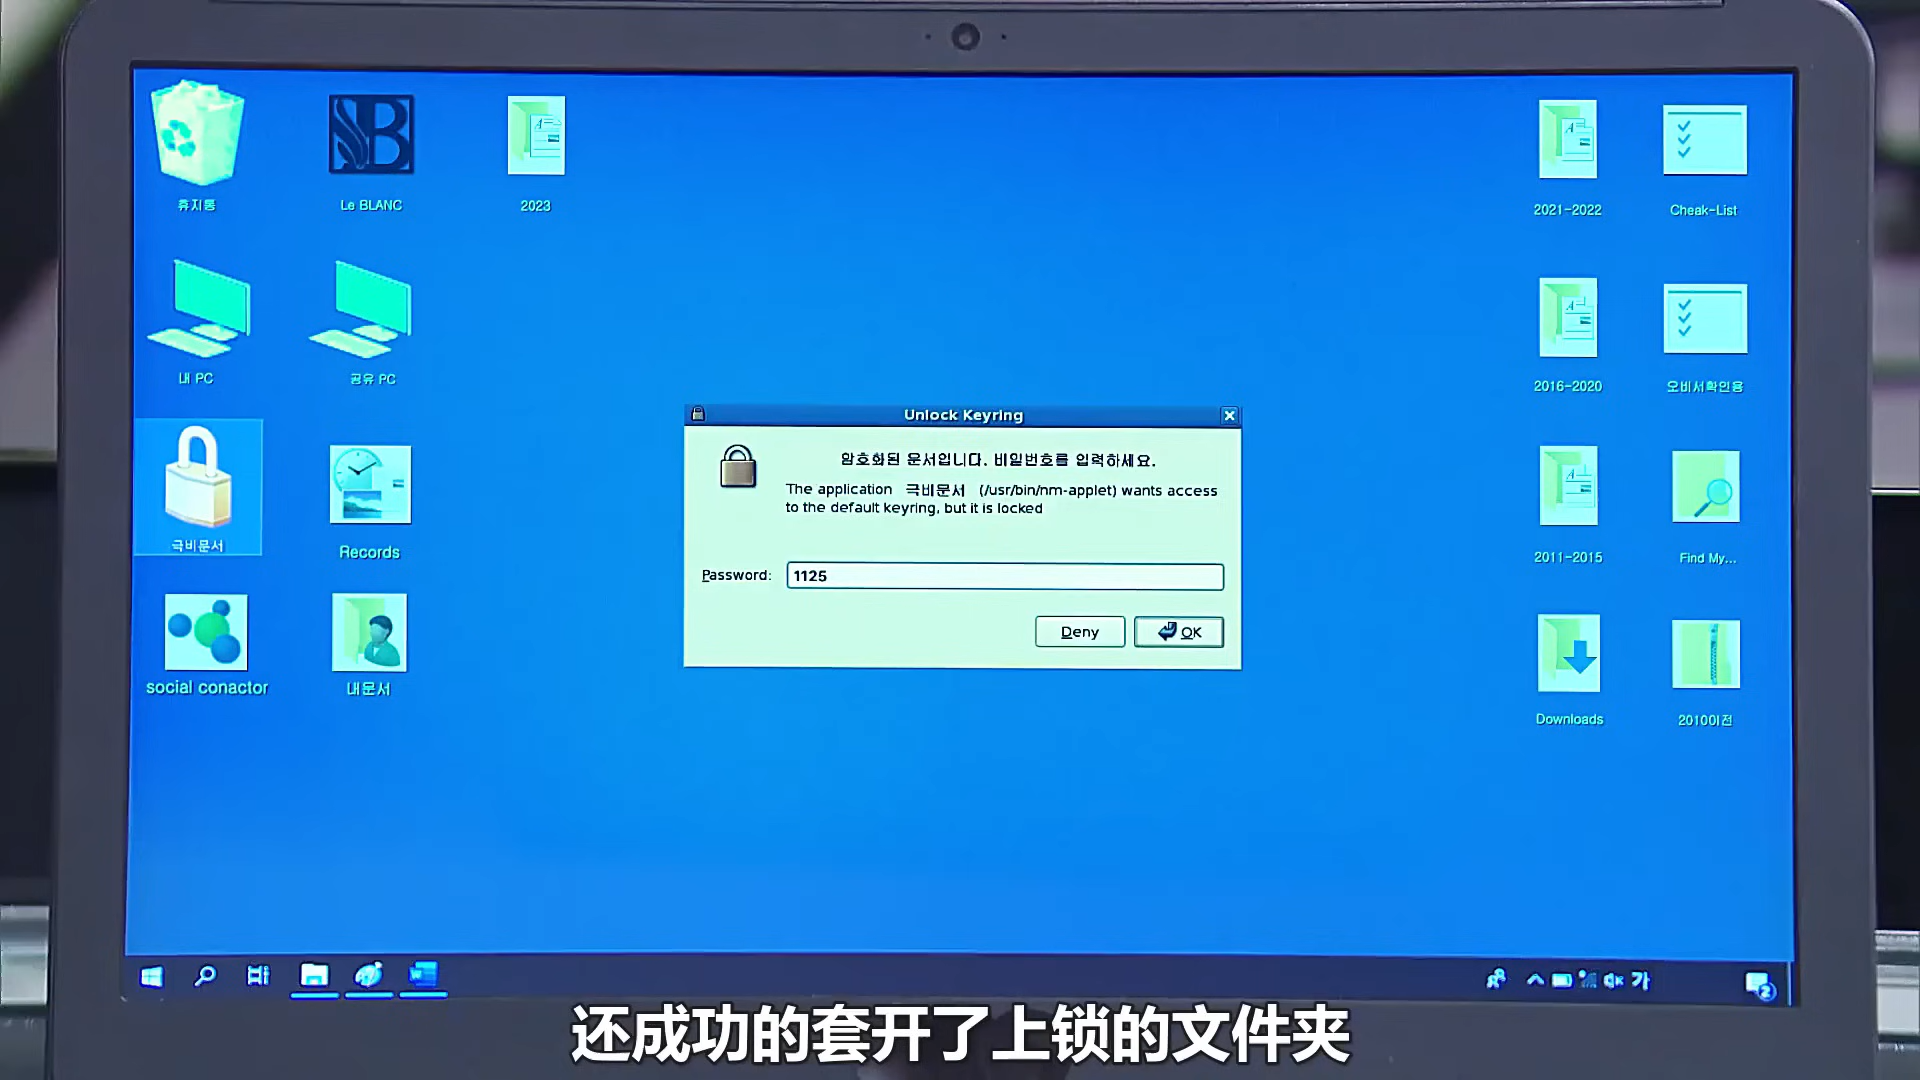 휴지통
Le BLANC
2023
2021-2022
Cheak-List
내 PC
공유 PC
2016-2020
오비서확인용
Unlock Keyring
암호화된 문서입니다. 비밀번호를 입력하세요.
The application 극비문서 (/usr/bin/nm-applet) wants access
to the default keyring, but it is locked
Password: 1125
Deny
OK
극비문서
Records
2011-2015
Find My...
social conactor
내문서
Downloads
2010이전
가
2
还成功的套开了上锁的文件夹